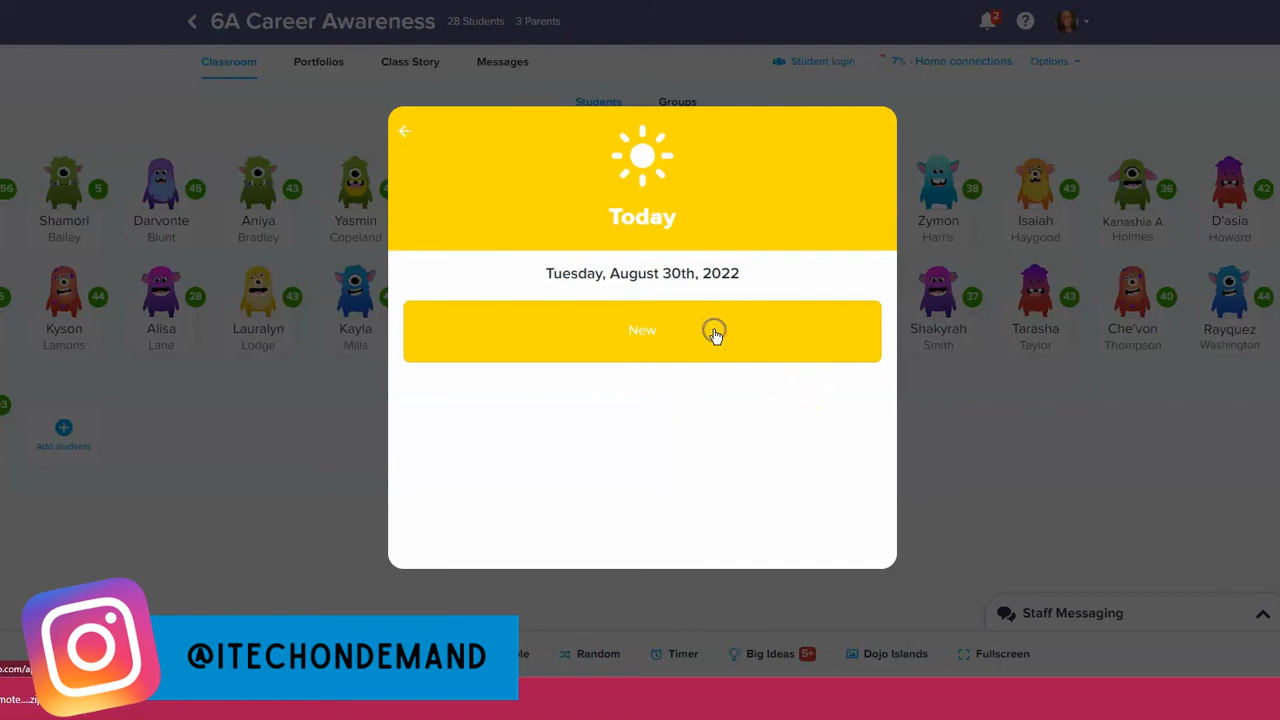 6A Career Awareness 28 Students 3 Parents
2
Classroom Portfolios Class Story Messages Student login 7% - Home connections Options
Students Groups
Today
Tuesday, August 30th, 2022
New
56 5 45 43 38 43 36 42
Shamori Darvonte Aniya Yasmin Zymon Isaiah Kanashia A D'asia
Bailey Blunt Bradley Copeland Harris Haygood Holmes Howard
44 28 43 37 43 40 44
Kyson Alisa Lauralyn Kayla Shakyrah Tarasha Che'von Rayquez
Lamons Lane Lodge Mills Smith Taylor Thompson Washington
Add students
Staff Messaging
Random Timer Big Ideas 5+ Dojo Islands Fullscreen
@ITECHONDEMAND